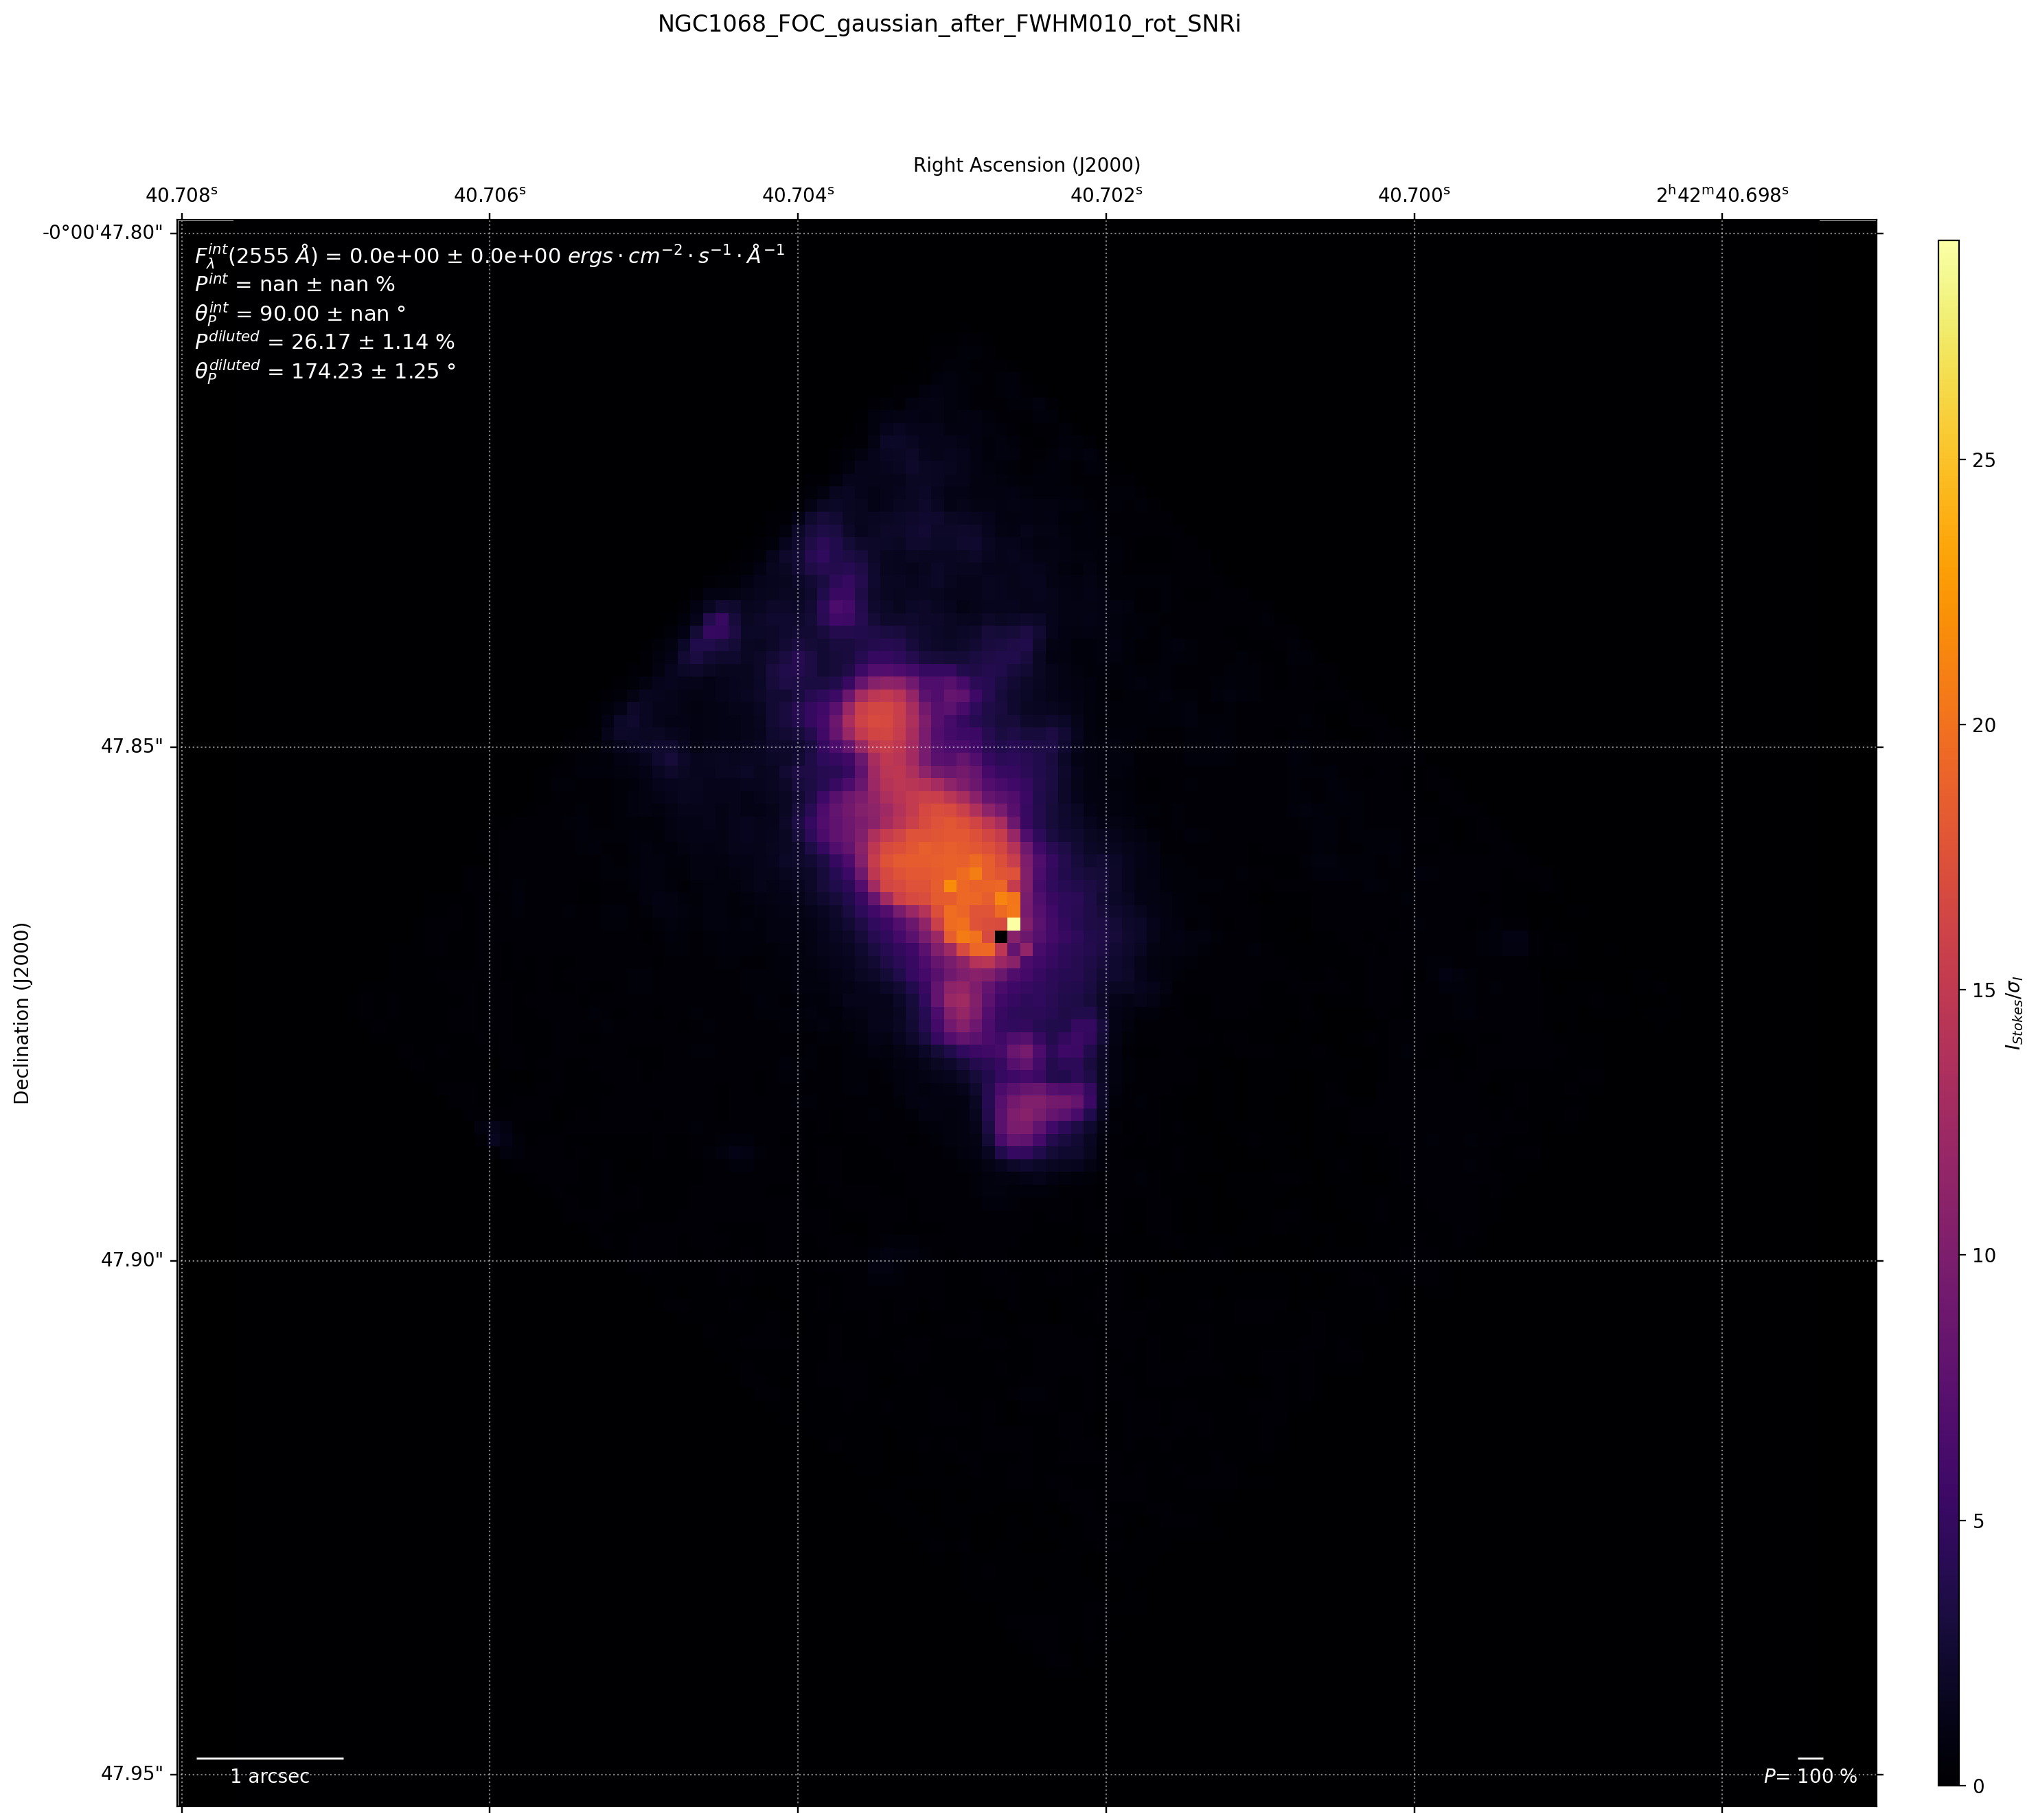 NGC1068_FOC_gaussian_after_FWHM010_rot_SNRi
Right Ascension (J2000)
40.708ˢ 40.706ˢ 40.704ˢ 40.702ˢ 40.700ˢ 2ʰ42ᵐ40.698ˢ
-0°00'47.80"
47.85"
47.90"
47.95"
Declination (J2000)
F_λ^int(2555 Å) = 0.0e+00 ± 0.0e+00 ergs · cm⁻² · s⁻¹ · Å⁻¹
P^int = nan ± nan %
θ_P^int = 90.00 ± nan °
P^diluted = 26.17 ± 1.14 %
θ_P^diluted = 174.23 ± 1.25 °
1 arcsec
P= 100 %
25
20
15
10
5
0
I_stokes/σ_I